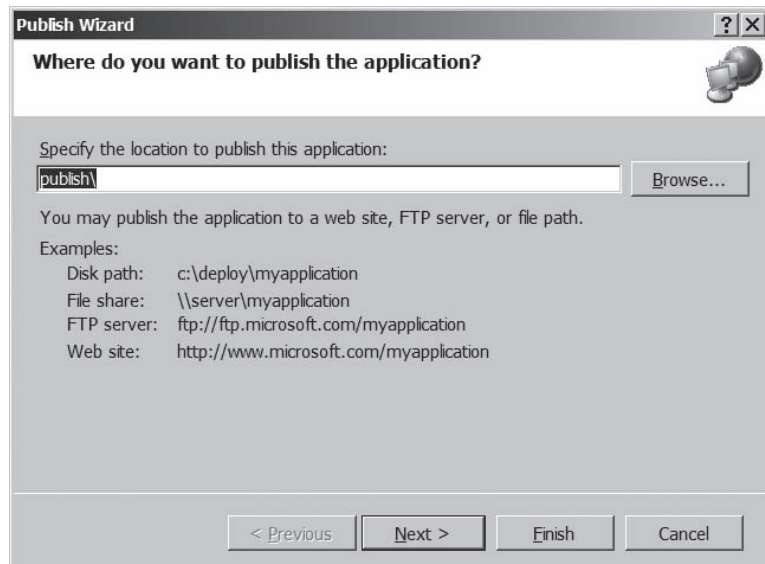 Publish Wizard
Where do you want to publish the application?
Specify the location to publish this application:
publish\
Browse...
You may publish the application to a web site, FTP server, or file path.
Examples:
Disk path: c:\deploy\myapplication
File share: \\server\myapplication
FTP server: ftp://ftp.microsoft.com/myapplication
Web site: http://www.microsoft.com/myapplication
< Previous Next > Finish Cancel